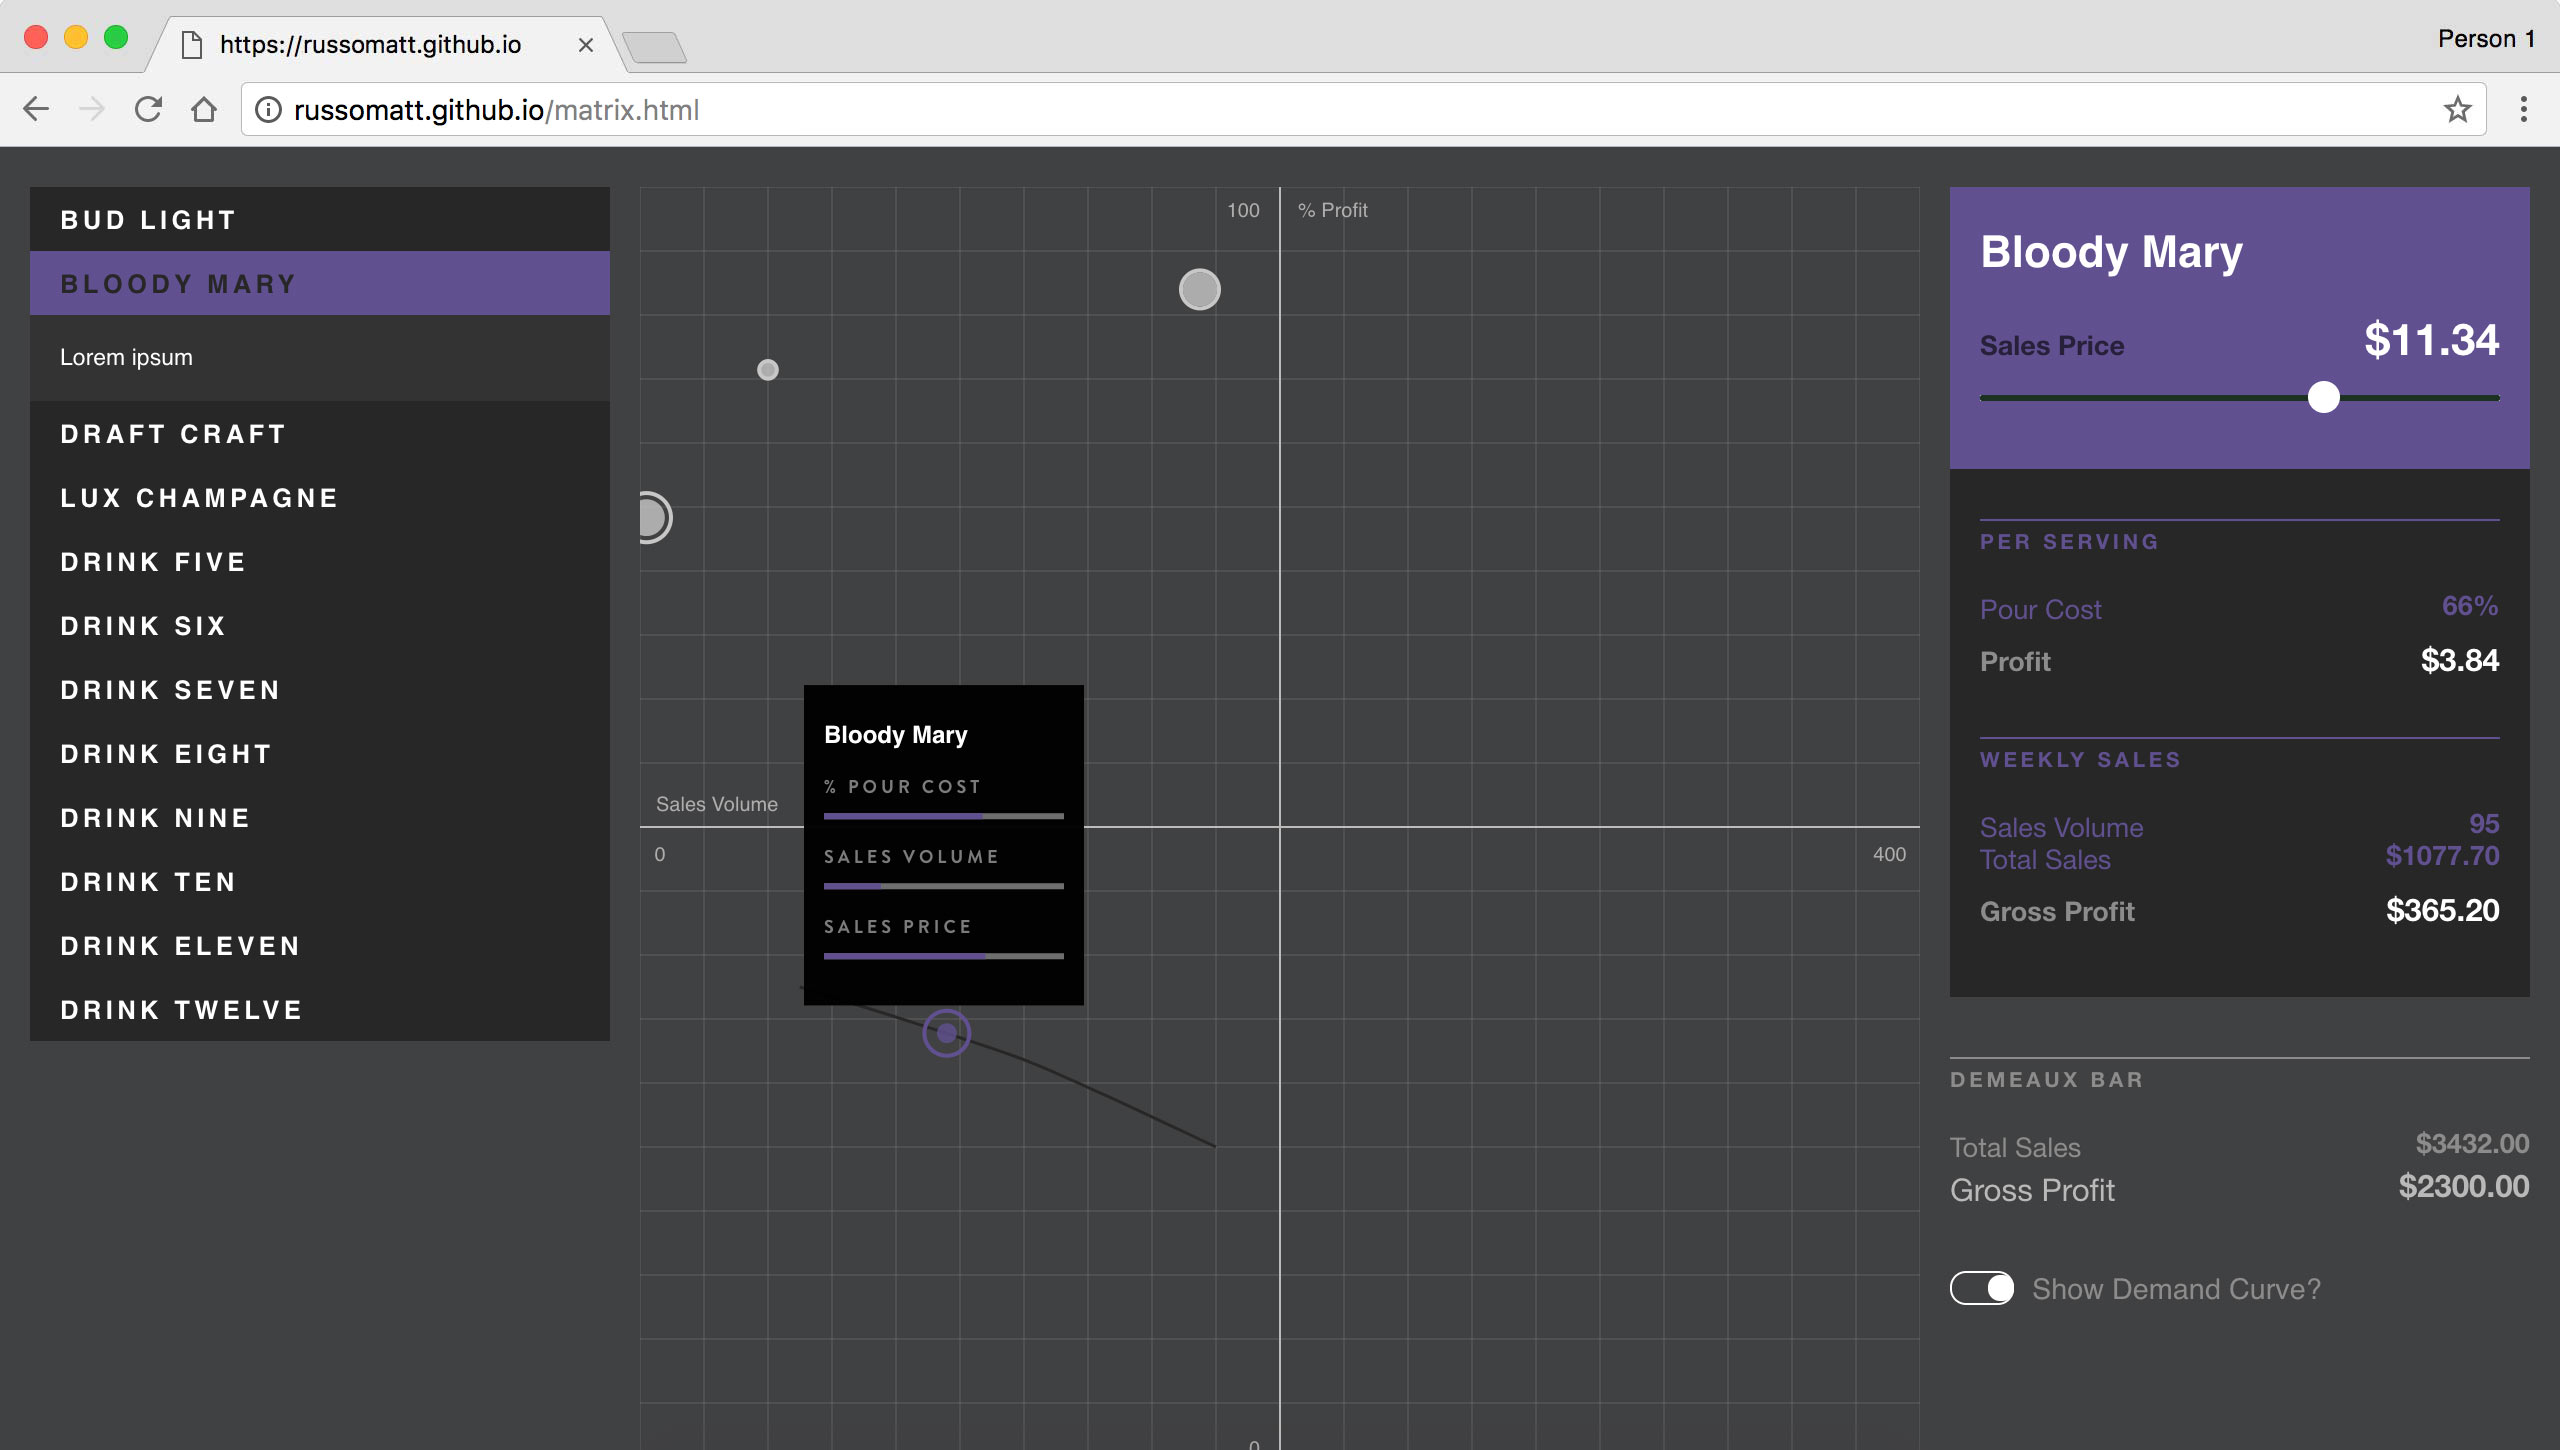 https://russomatt.github.io
Person 1
russomatt.github.io/matrix.html
BUD LIGHT
BLOODY MARY
Lorem ipsum
DRAFT CRAFT
LUX CHAMPAGNE
DRINK FIVE
DRINK SIX
DRINK SEVEN
DRINK EIGHT
DRINK NINE
DRINK TEN
DRINK ELEVEN
DRINK TWELVE
100
% Profit
Sales Volume
0
400
0
Bloody Mary
% POUR COST
SALES VOLUME
SALES PRICE
Bloody Mary
Sales Price $11.34
PER SERVING
Pour Cost 66%
Profit $3.84
WEEKLY SALES
Sales Volume 95
Total Sales $1077.70
Gross Profit $365.20
DEMEAUX BAR
Total Sales $3432.00
Gross Profit $2300.00
Show Demand Curve?